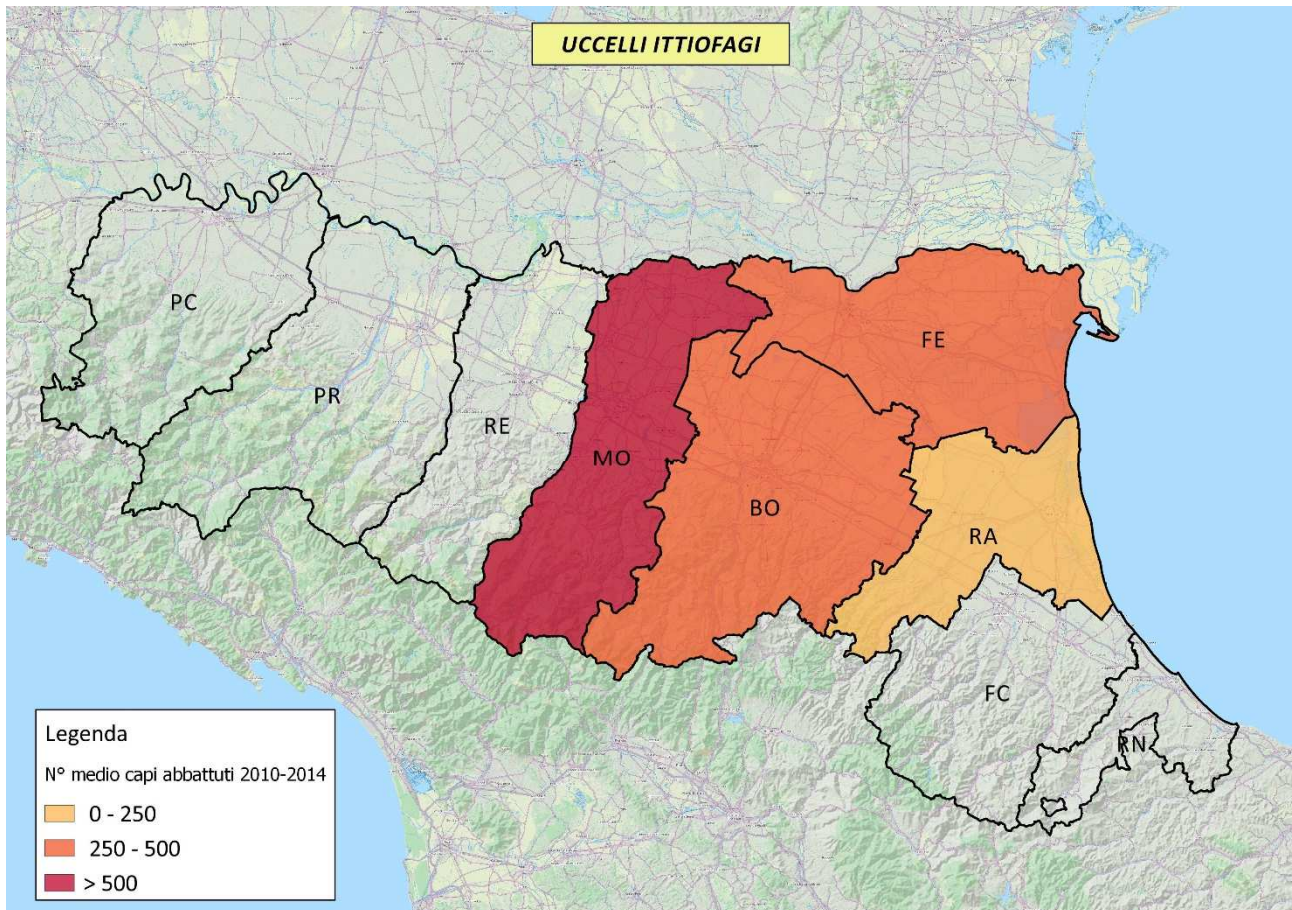 UCCELLI ITTIOFAGI
PC
PR
RE
MO
BO
FE
RA
FC
RN
Legenda
N° medio capi abbattuti 2010-2014
0 - 250
250 - 500
> 500